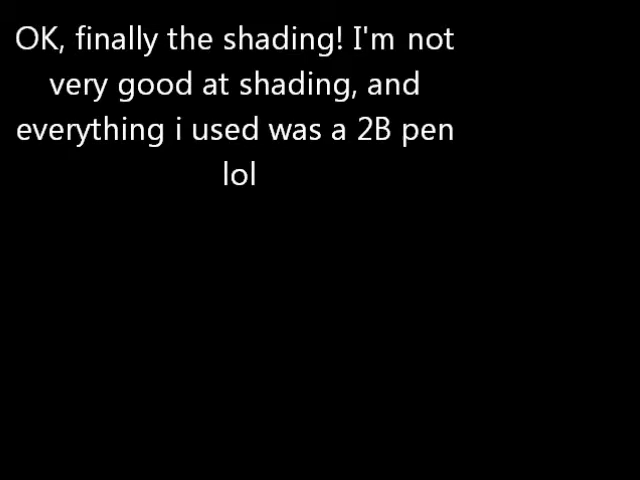 OK, finally the shading! I'm not
very good at shading, and
everything i used was a 2B pen
lol